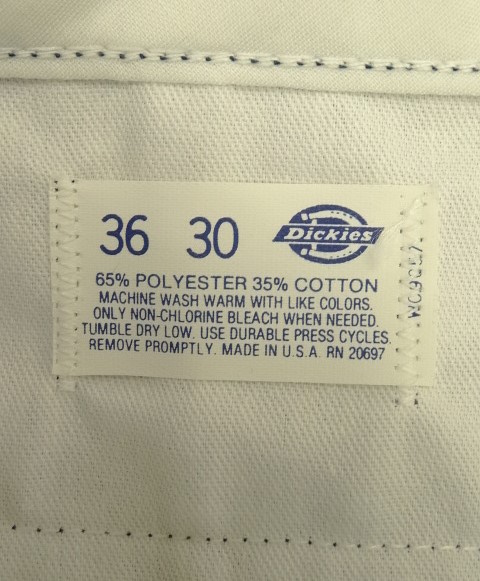 36 30 Dickies
65% POLYESTER 35% COTTON
MACHINE WASH WARM WITH LIKE COLORS.
ONLY NON-CHLORINE BLEACH WHEN NEEDED.
TUMBLE DRY LOW. USE DURABLE PRESS CYCLES.
REMOVE PROMPTLY. MADE IN U.S.A. RN 20697